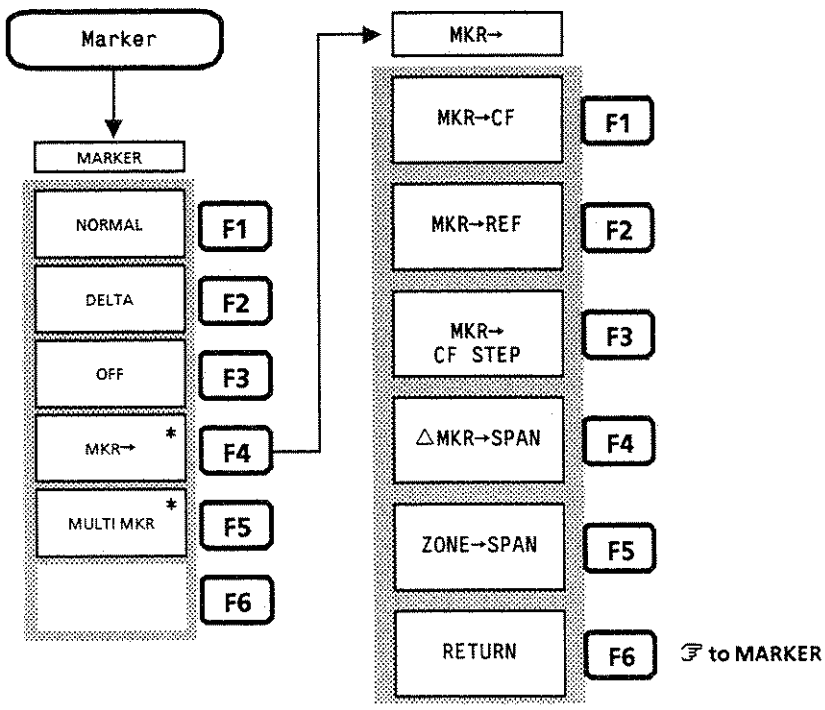 Marker
MARKER
NORMAL
F1
DELTA
F2
OFF
F3
MKR→ *
F4
MULTI MKR *
F5
F6
MKR→
MKR→CF
F1
MKR→REF
F2
MKR→
CF STEP
F3
△MKR→SPAN
F4
ZONE→SPAN
F5
RETURN
F6
☞ to MARKER